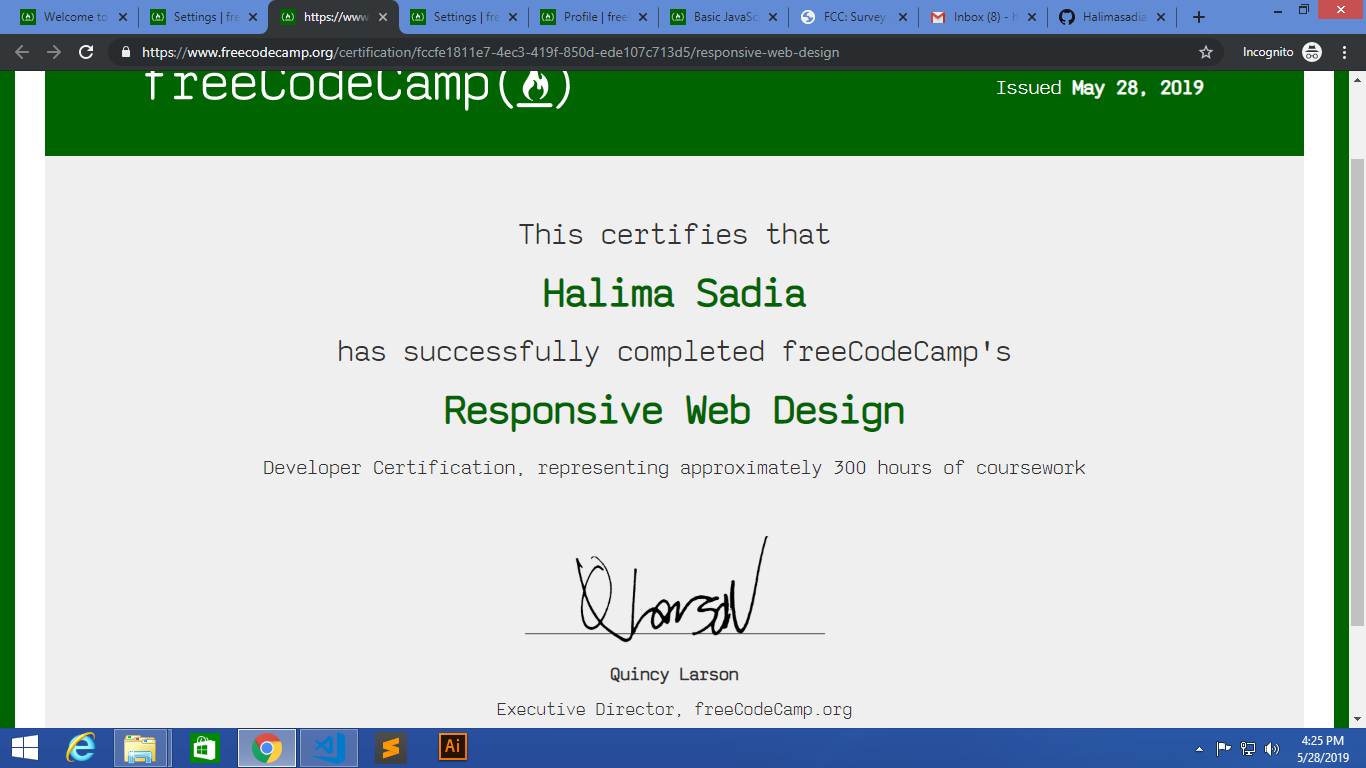 Welcome to
Settings | fre
https://www
Settings | fre
Profile | free
Basic JavaSc
FCC: Survey
Inbox (8) - h
Halimasadia
https://www.freecodecamp.org/certification/fccfe1811e7-4ec3-419f-850d-ede107c713d5/responsive-web-design
Incognito
freeCodeCamp(
)
Issued May 28, 2019
This certifies that
Halima Sadia
has successfully completed freeCodeCamp's
Responsive Web Design
Developer Certification, representing approximately 300 hours of coursework
Q Larson
Quincy Larson
Executive Director, freeCodeCamp.org
Ai
4:25 PM
5/28/2019